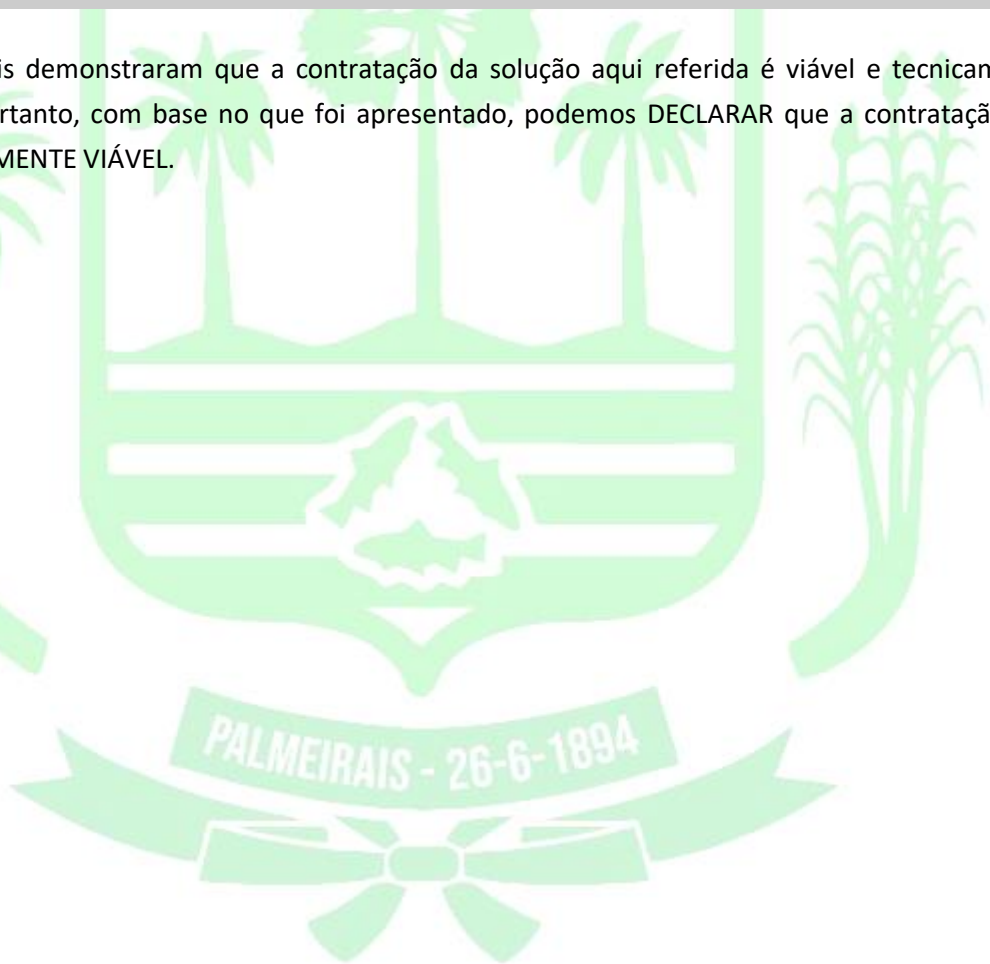 is demonstraram que a contratação da solução aqui referida é viável e tecnicam
rtanto, com base no que foi apresentado, podemos DECLARAR que a contrataçã
MENTE VIÁVEL.
PALMEIRAIS - 26-6-1894